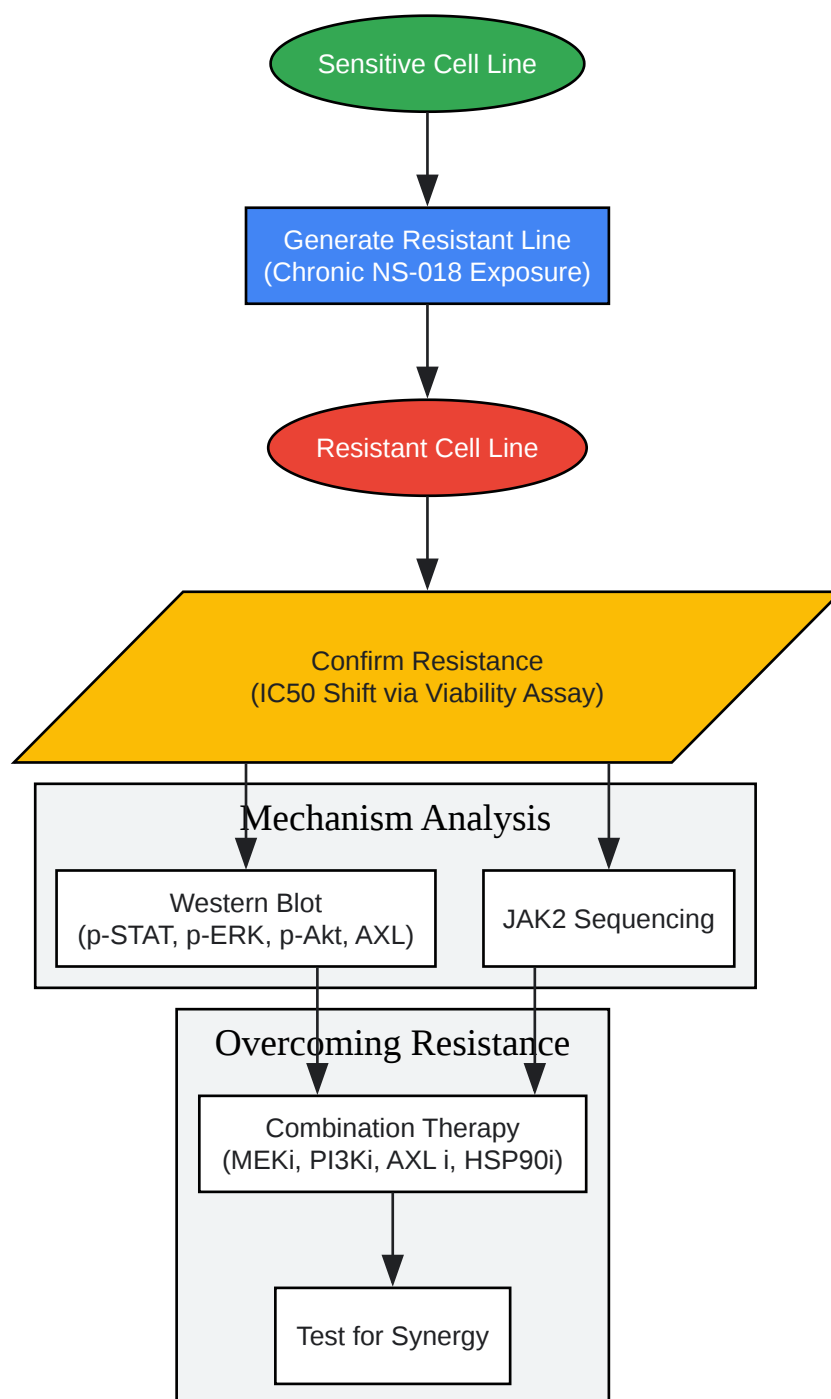 Sensitive Cell Line
Generate Resistant Line
(Chronic NS-018 Exposure)
Resistant Cell Line
Confirm Resistance
(IC50 Shift via Viability Assay)
Mechanism Analysis
Western Blot
(p-STAT, p-ERK, p-Akt, AXL)
JAK2 Sequencing
Overcoming Resistance
Combination Therapy
(MEKi, PI3Ki, AXL i, HSP90i)
Test for Synergy